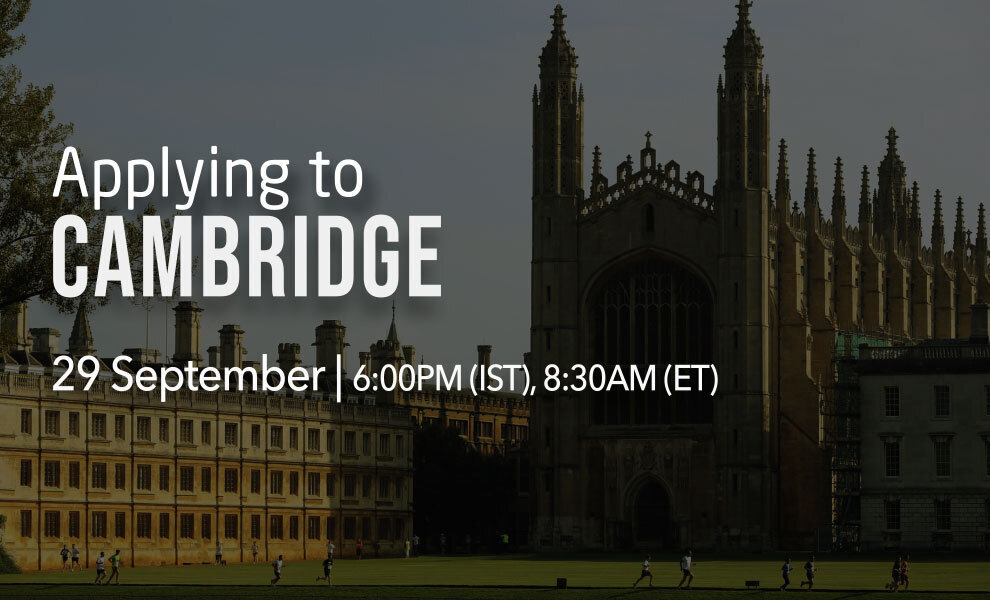 Applying to
CAMBRIDGE
29 September | 6:00PM (IST), 8:30AM (ET)